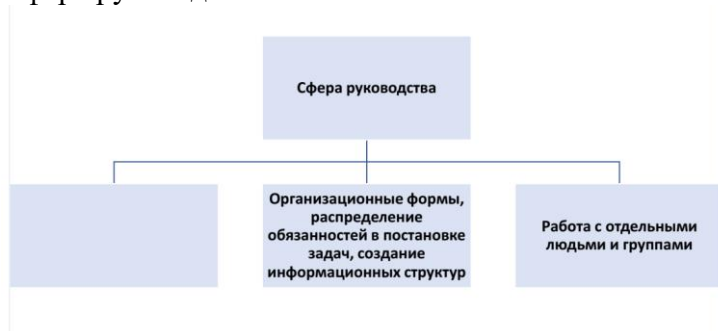 Сфера руководства
Организационные формы,
распределение
обязанностей в постановке
задач, создание
информационных структур
Работа с отдельными
людьми и группами